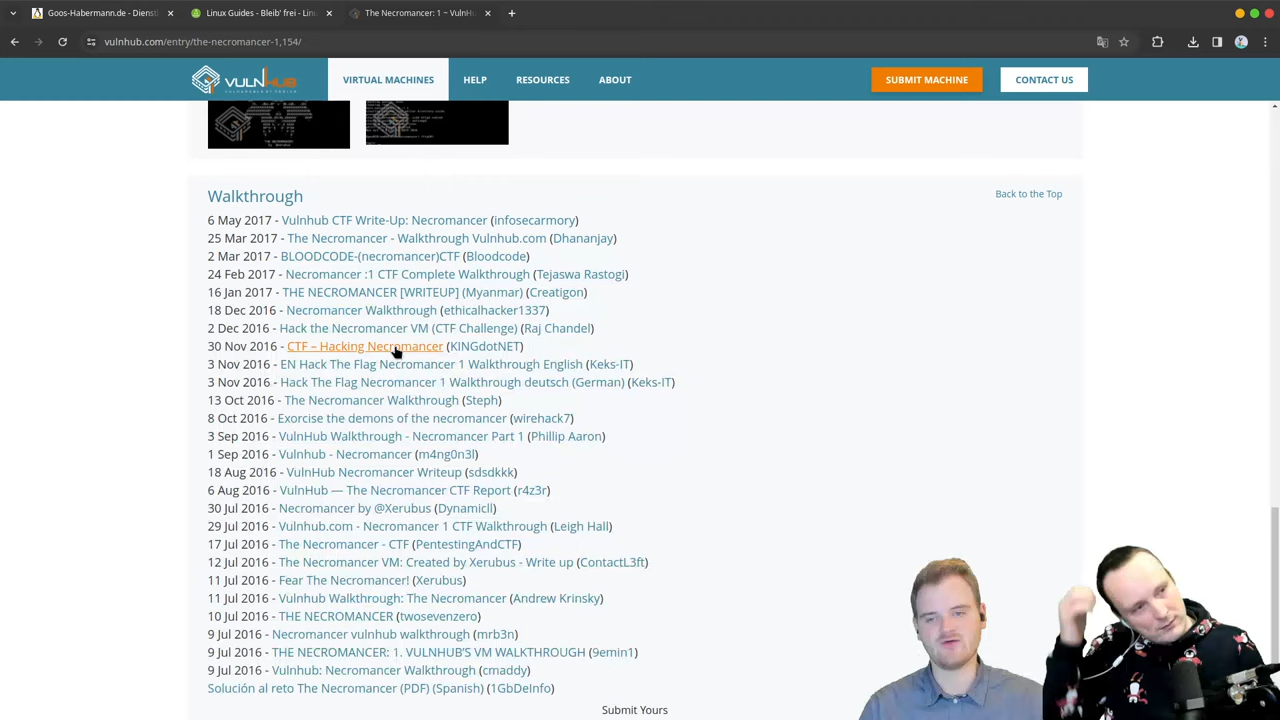 Goos-Habermann.de - Dienstl
Linux Guides - Bleib' frei - Linu
The Necromancer: 1 ~ VulnHu
vulnhub.com/entry/the-necromancer-1,154/
VULNHUB
VIRTUAL MACHINES
HELP
RESOURCES
ABOUT
SUBMIT MACHINE
CONTACT US
Walkthrough
Back to the Top
6 May 2017 - Vulnhub CTF Write-Up: Necromancer (infosecarmory)
25 Mar 2017 - The Necromancer - Walkthrough Vulnhub.com (Dhananjay)
2 Mar 2017 - BLOODCODE-(necromancer)CTF (Bloodcode)
24 Feb 2017 - Necromancer :1 CTF Complete Walkthrough (Tejaswa Rastogi)
16 Jan 2017 - THE NECROMANCER [WRITEUP] (Myanmar) (Creatigon)
18 Dec 2016 - Necromancer Walkthrough (ethicalhacker1337)
2 Dec 2016 - Hack the Necromancer VM (CTF Challenge) (Raj Chandel)
30 Nov 2016 - CTF – Hacking Necromancer (KINGdotNET)
3 Nov 2016 - EN Hack The Flag Necromancer 1 Walkthrough English (Keks-IT)
3 Nov 2016 - Hack The Flag Necromancer 1 Walkthrough deutsch (German) (Keks-IT)
13 Oct 2016 - The Necromancer Walkthrough (Steph)
8 Oct 2016 - Exorcise the demons of the necromancer (wirehack7)
3 Sep 2016 - VulnHub Walkthrough - Necromancer Part 1 (Phillip Aaron)
1 Sep 2016 - Vulnhub - Necromancer (m4ng0n3l)
18 Aug 2016 - VulnHub Necromancer Writeup (sdsdkkk)
6 Aug 2016 - VulnHub — The Necromancer CTF Report (r4z3r)
30 Jul 2016 - Necromancer by @Xerubus (Dynamicll)
29 Jul 2016 - Vulnhub.com - Necromancer 1 CTF Walkthrough (Leigh Hall)
17 Jul 2016 - The Necromancer - CTF (PentestingAndCTF)
12 Jul 2016 - The Necromancer VM: Created by Xerubus - Write up (ContactL3ft)
11 Jul 2016 - Fear The Necromancer! (Xerubus)
11 Jul 2016 - Vulnhub Walkthrough: The Necromancer (Andrew Krinsky)
10 Jul 2016 - THE NECROMANCER (twosevenzero)
9 Jul 2016 - Necromancer vulnhub walkthrough (mrb3n)
9 Jul 2016 - THE NECROMANCER: 1. VULNHUB'S VM WALKTHROUGH (9emin1)
9 Jul 2016 - Vulnhub: Necromancer Walkthrough (cmaddy)
Solución al reto The Necromancer (PDF) (Spanish) (1GbDeInfo)
Submit Yours